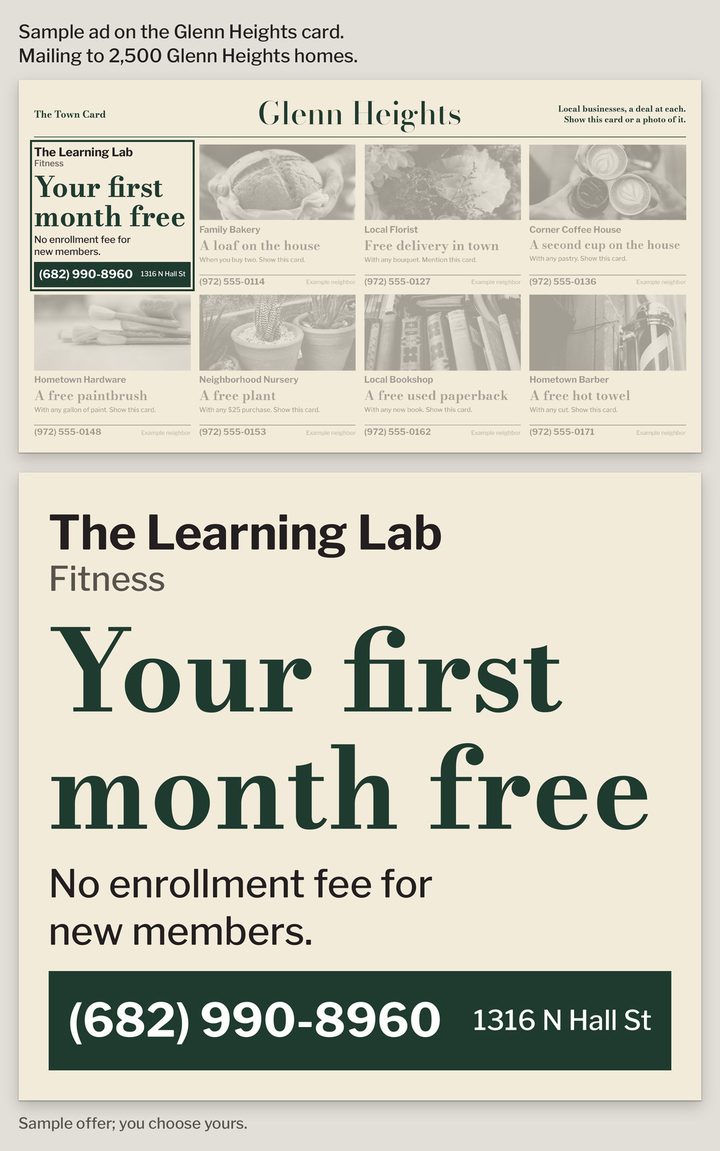 Sample ad on the Glenn Heights card.
Mailing to 2,500 Glenn Heights homes.
The Town Card
Glenn Heights
Local businesses, a deal at each.
Show this card or a photo of it.
The Learning Lab
Fitness
Your first
month free
No enrollment fee for
new members.
(682) 990-8960 1316 N Hall St
Family Bakery
A loaf on the house
When you buy two. Show this card.
(972) 555-0114 Example neighbor
Local Florist
Free delivery in town
With any bouquet. Mention this card.
(972) 555-0127 Example neighbor
Corner Coffee House
A second cup on the house
With any pastry. Show this card.
(972) 555-0136 Example neighbor
Hometown Hardware
A free paintbrush
With any gallon of paint. Show this card.
(972) 555-0148 Example neighbor
Neighborhood Nursery
A free plant
With any $25 purchase. Show this card.
(972) 555-0153 Example neighbor
Local Bookshop
A free used paperback
With any new book. Show this card.
(972) 555-0162 Example neighbor
Hometown Barber
A free hot towel
With any cut. Show this card.
(972) 555-0171 Example neighbor
The Learning Lab
Fitness
Your first
month free
No enrollment fee for
new members.
(682) 990-8960 1316 N Hall St
Sample offer; you choose yours.